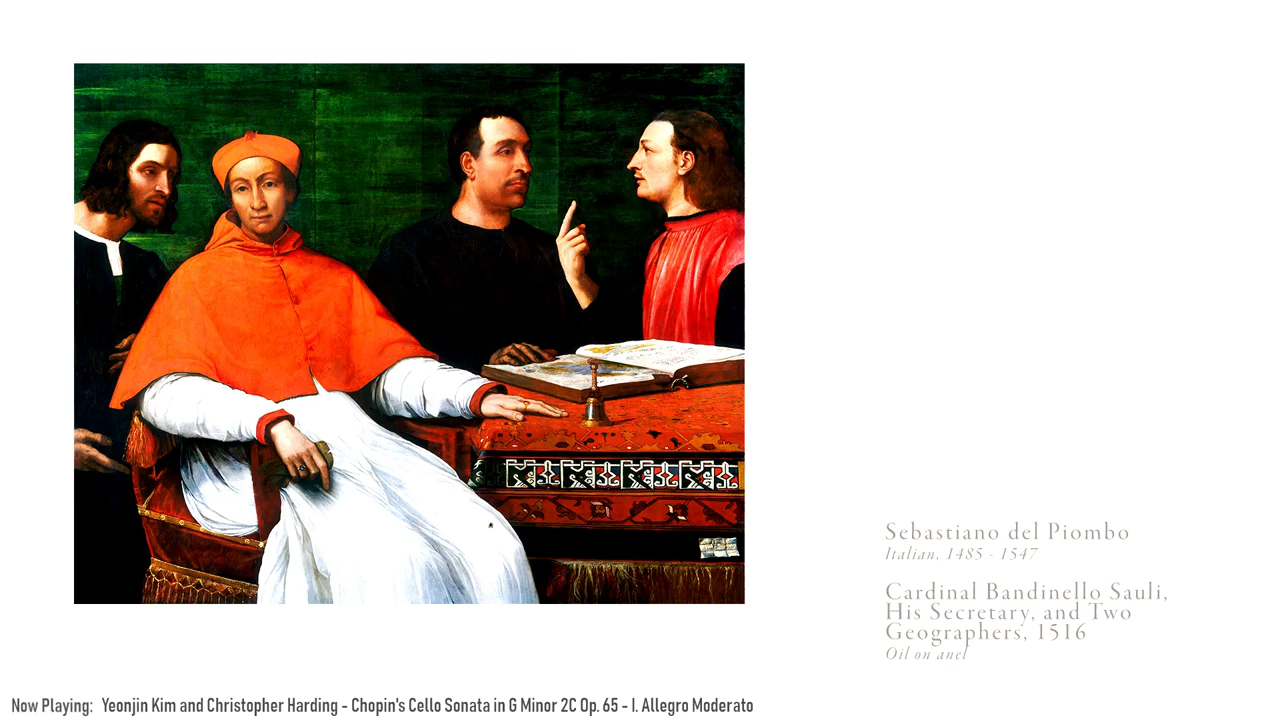 Sebastiano del Piombo
Italian, 1485 - 1547
Cardinal Bandinello Sauli,
His Secretary, and Two
Geographers, 1516
Oil on anel
Now Playing: Yeonjin Kim and Christopher Harding - Chopin's Cello Sonata in G Minor 2C Op. 65 - I. Allegro Moderato